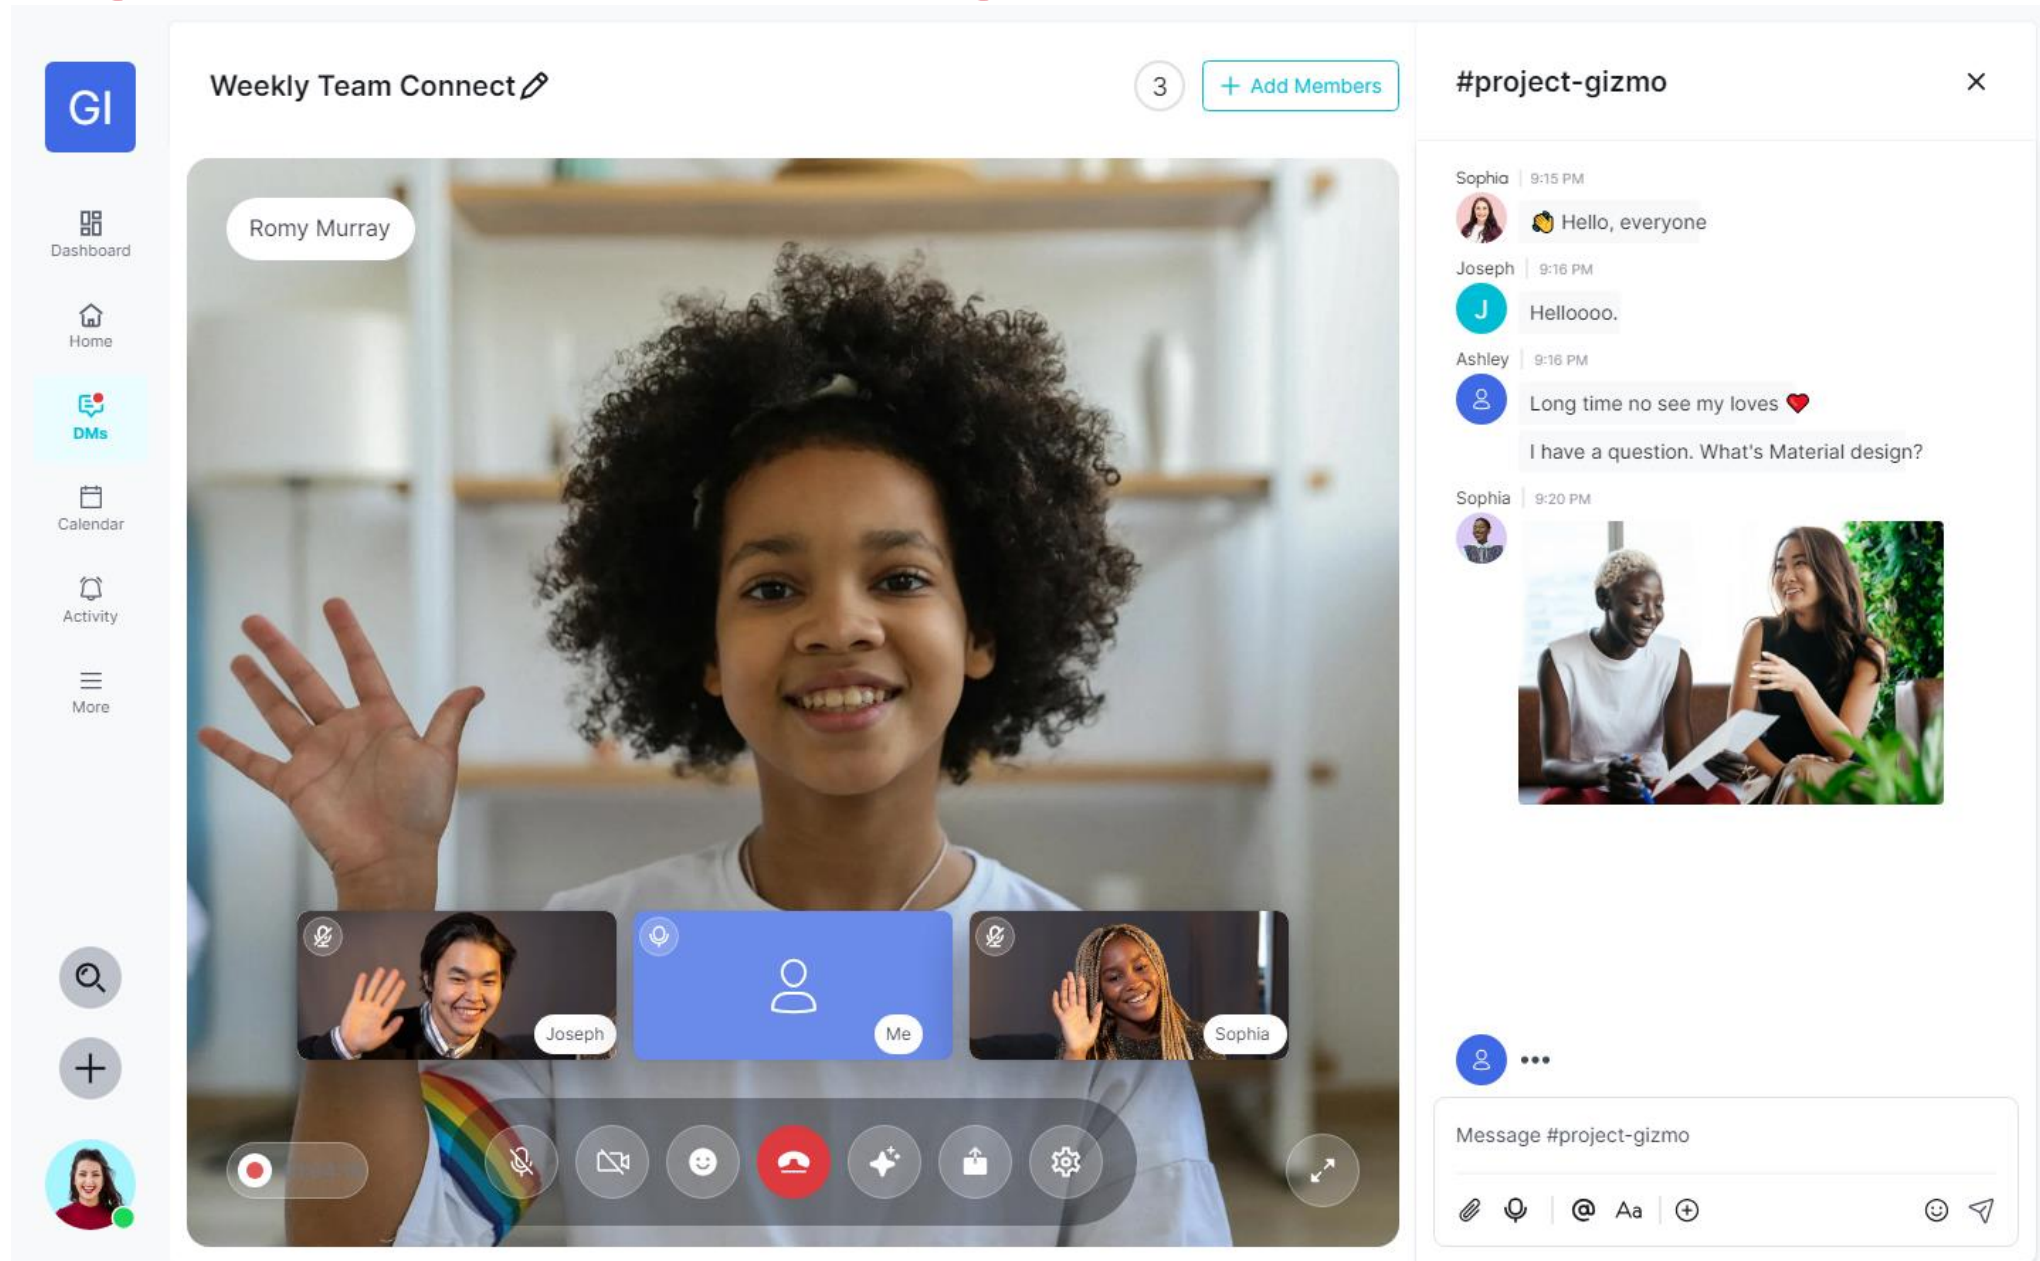 GI
Dashboard
Home
DMs
Calendar
Activity
More
Weekly Team Connect
3
+ Add Members
Romy Murray
Joseph
Me
Sophia
#project-gizmo
Sophia 9:15 PM
Hello, everyone
Joseph 9:16 PM
J
Helloooo.
Ashley 9:16 PM
Long time no see my loves
I have a question. What's Material design?
Sophia 9:20 PM
Message #project-gizmo
@ Aa